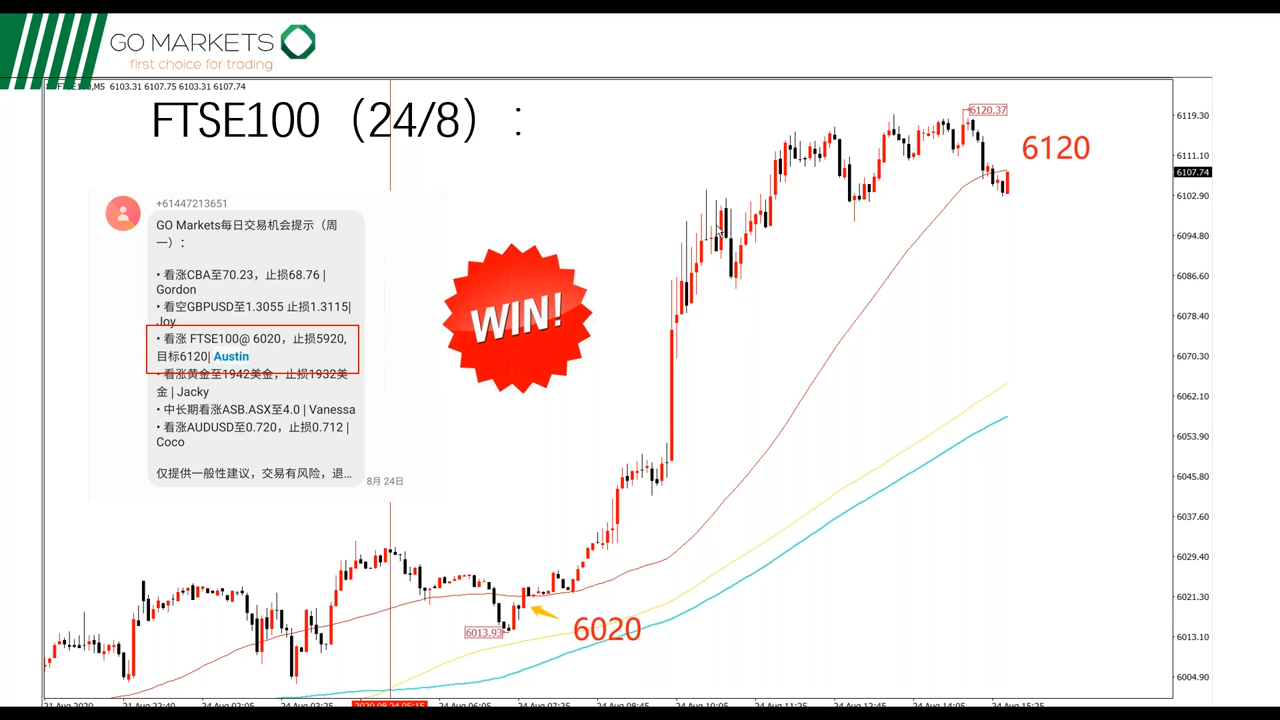 GO MARKETS
first choice for trading
6103.31 6107.75 6103.31 6107.74
FTSE100（24/8）：
6120.37
6120
+61447213651
GO Markets每日交易机会提示（周
一）：
• 看涨CBA至70.23，止损68.76 |
Gordon
• 看空GBPUSD至1.3055 止损1.3115|
Joy
• 看涨 FTSE100@ 6020，止损5920,
目标6120| Austin
• 看涨黄金至1942美金，止损1932美
金 | Jacky
• 中长期看涨ASB.ASX至4.0 | Vanessa
• 看涨AUDUSD至0.720，止损0.712 |
Coco
仅提供一般性建议，交易有风险，退...
8月 24日
WIN!
6013.93
6020
6119.30
6111.10
6107.74
6102.90
6094.80
6086.60
6078.40
6070.30
6062.10
6053.90
6045.80
6037.60
6029.40
6021.30
6013.10
6004.90
21 Aug 2020
21 Aug 22:40
24 Aug 02:05
24 Aug 03:25
2020.08.24 05:15
24 Aug 06:05
24 Aug 07:25
24 Aug 08:45
24 Aug 10:05
24 Aug 11:25
24 Aug 12:45
24 Aug 14:05
24 Aug 15:25